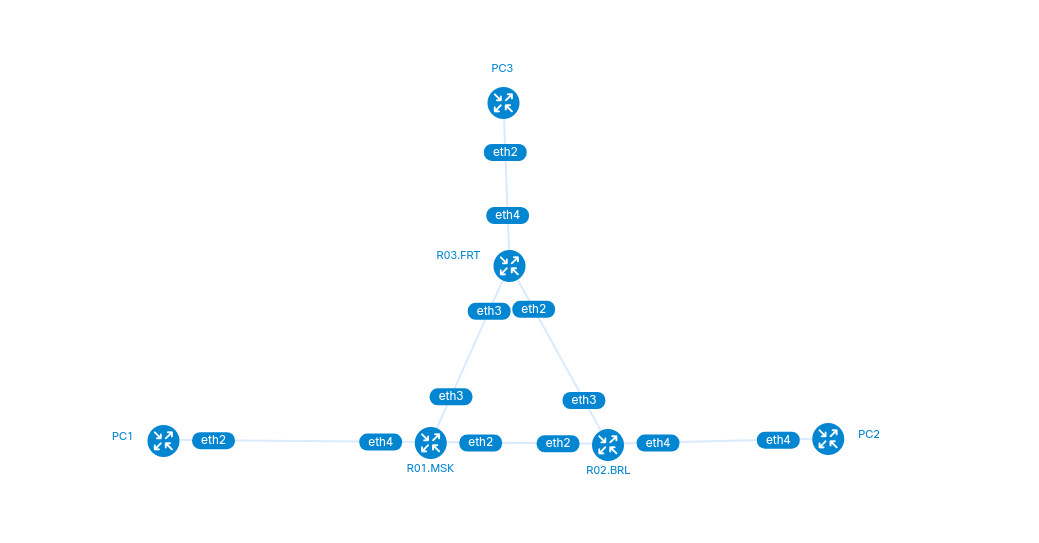 PC3
eth2
eth4
R03.FRT
eth3
eth2
eth3
eth3
PC1
eth2
eth4
eth2
eth2
eth4
eth4
PC2
R01.MSK
R02.BRL